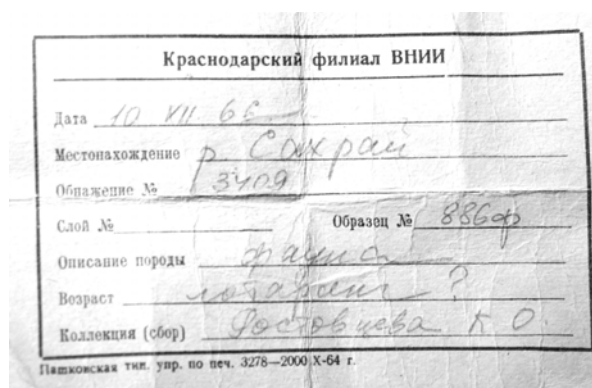 Краснодарский филиал ВНИИ
Дата 10 VII 66
Местонахождение р. Сахрай
Обнажение № 3409
Слой № Образец № 886ф
Описание породы фауна
Возраст лотаринг ?
Коллекция (сбор) Ростовцева К О.
Пашковская тип. упр. по печ. 3278—2000 X-64 г.